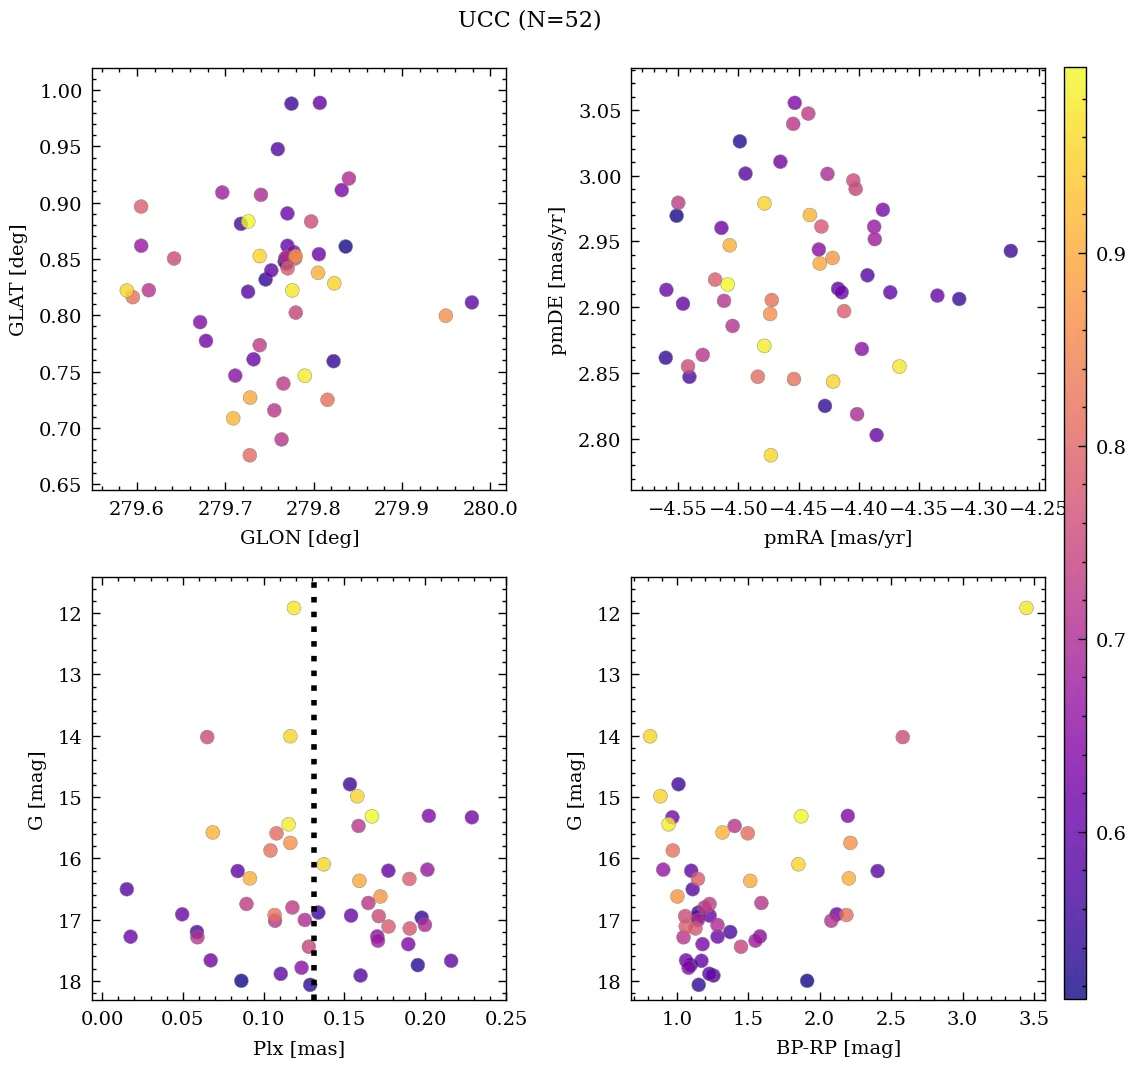 UCC (N=52)
1.00
0.95
0.90
0.85
0.80
0.75
0.70
0.65
GLAT [deg]
279.6 279.7 279.8 279.9 280.0
GLON [deg]
3.05
3.00
2.95
2.90
2.85
2.80
pmDE [mas/yr]
−4.55 −4.50 −4.45 −4.40 −4.35 −4.30 −4.25
pmRA [mas/yr]
0.9
0.8
0.7
0.6
12
13
14
15
16
17
18
G [mag]
0.00 0.05 0.10 0.15 0.20 0.25
Plx [mas]
12
13
14
15
16
17
18
G [mag]
1.0 1.5 2.0 2.5 3.0 3.5
BP-RP [mag]